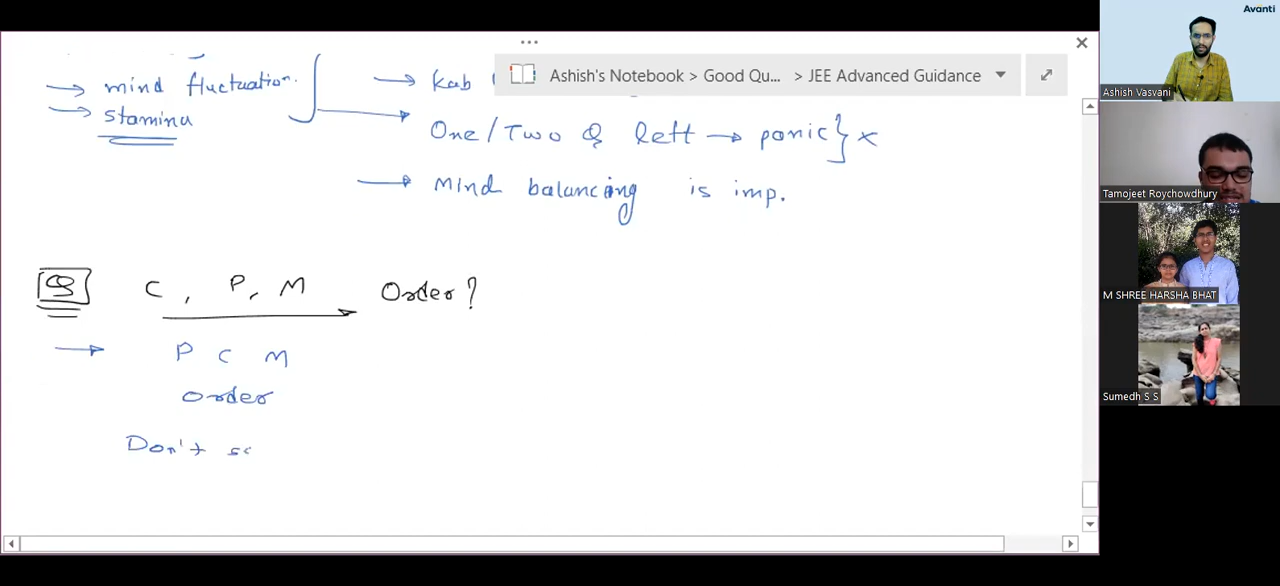 Avanti
→ mind fluctuation.
→ stamina
→ kab
Ashish's Notebook > Good Qu... > JEE Advanced Guidance
One/Two Q left → panic} ×
→ Mind balancing is imp.
C, P, M Order?
→ P C M
order
Don't sc
Ashish Vasvani
Tamojeet Roychowdhury
M SHREE HARSHA BHAT
Sumedh S S